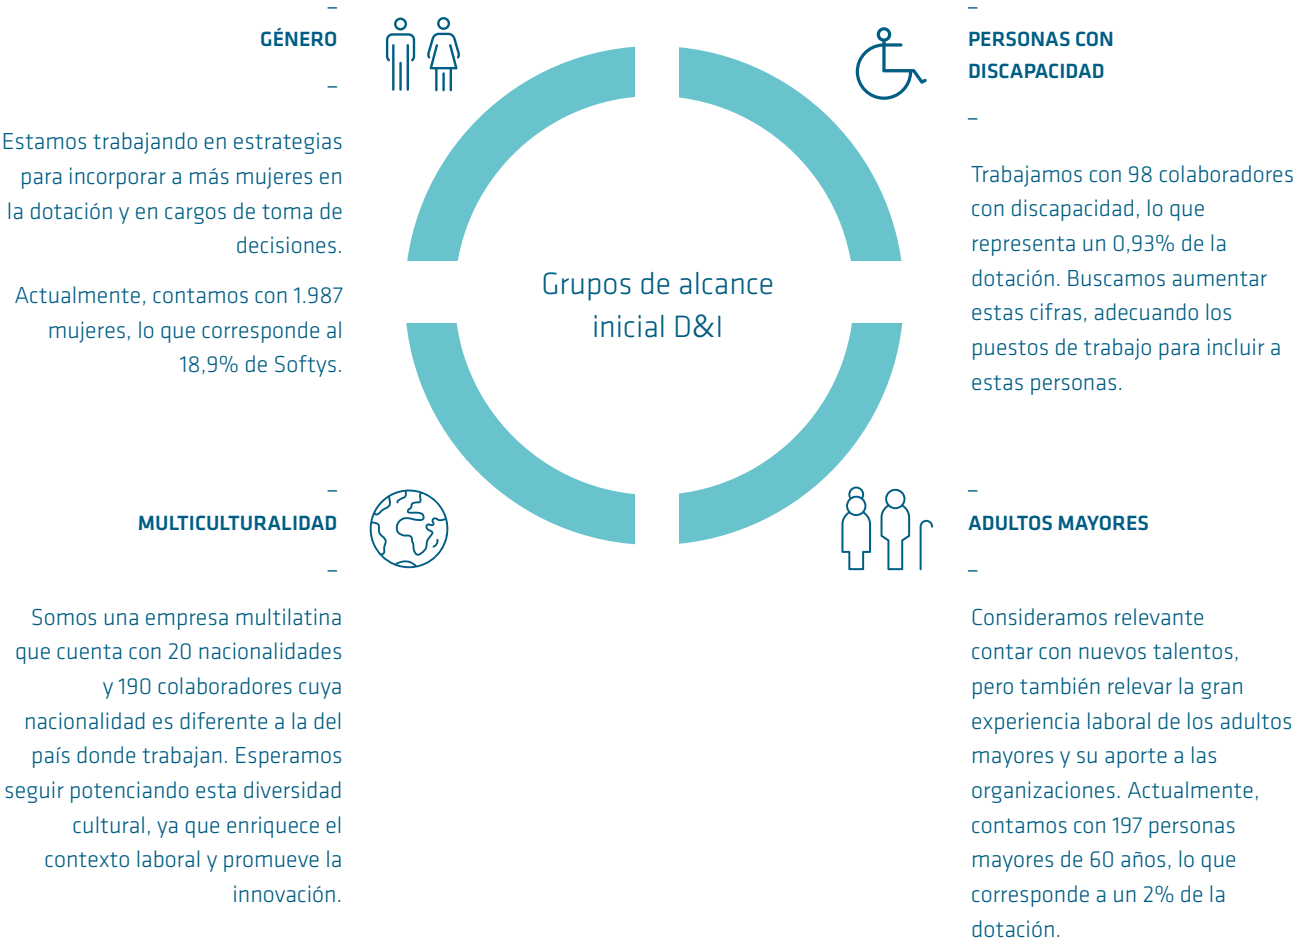 –
GÉNERO
–
Estamos trabajando en estrategias
para incorporar a más mujeres en
la dotación y en cargos de toma de
decisiones.
Actualmente, contamos con 1.987
mujeres, lo que corresponde al
18,9% de Softys.
–
PERSONAS CON
DISCAPACIDAD
–
Trabajamos con 98 colaboradores
con discapacidad, lo que
representa un 0,93% de la
dotación. Buscamos aumentar
estas cifras, adecuando los
puestos de trabajo para incluir a
estas personas.
Grupos de alcance
inicial D&I
–
MULTICULTURALIDAD
–
Somos una empresa multilatina
que cuenta con 20 nacionalidades
y 190 colaboradores cuya
nacionalidad es diferente a la del
país donde trabajan. Esperamos
seguir potenciando esta diversidad
cultural, ya que enriquece el
contexto laboral y promueve la
innovación.
–
ADULTOS MAYORES
–
Consideramos relevante
contar con nuevos talentos,
pero también relevar la gran
experiencia laboral de los adultos
mayores y su aporte a las
organizaciones. Actualmente,
contamos con 197 personas
mayores de 60 años, lo que
corresponde a un 2% de la
dotación.